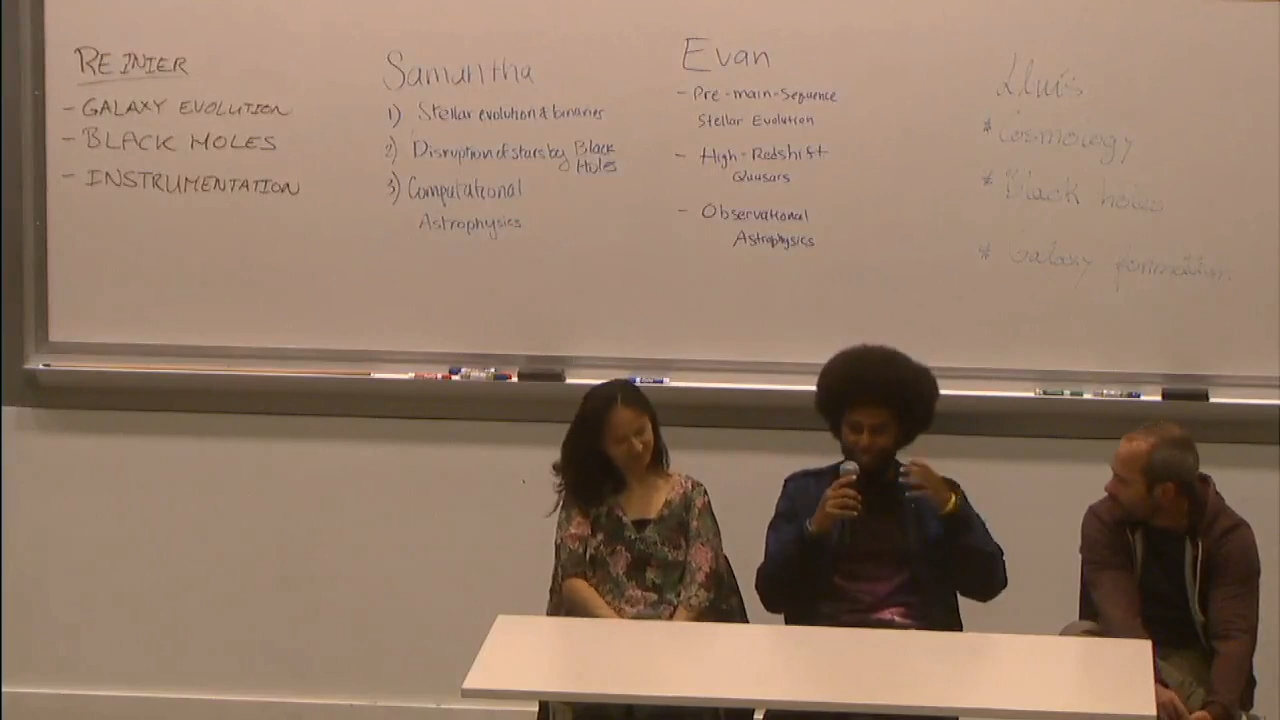 REINIER
- GALAXY EVOLUTION
- BLACK HOLES
- INSTRUMENTATION
Samantha
1) Stellar evolution & binaries
2) Disruption of stars by Black
Holes
3) Computational
Astrophysics
Evan
- Pre-main-Sequence
Stellar Evolution
- High-Redshift
Quasars
- Observational
Astrophysics
Lluís
* Cosmology
* Black holes
* Galaxy formation